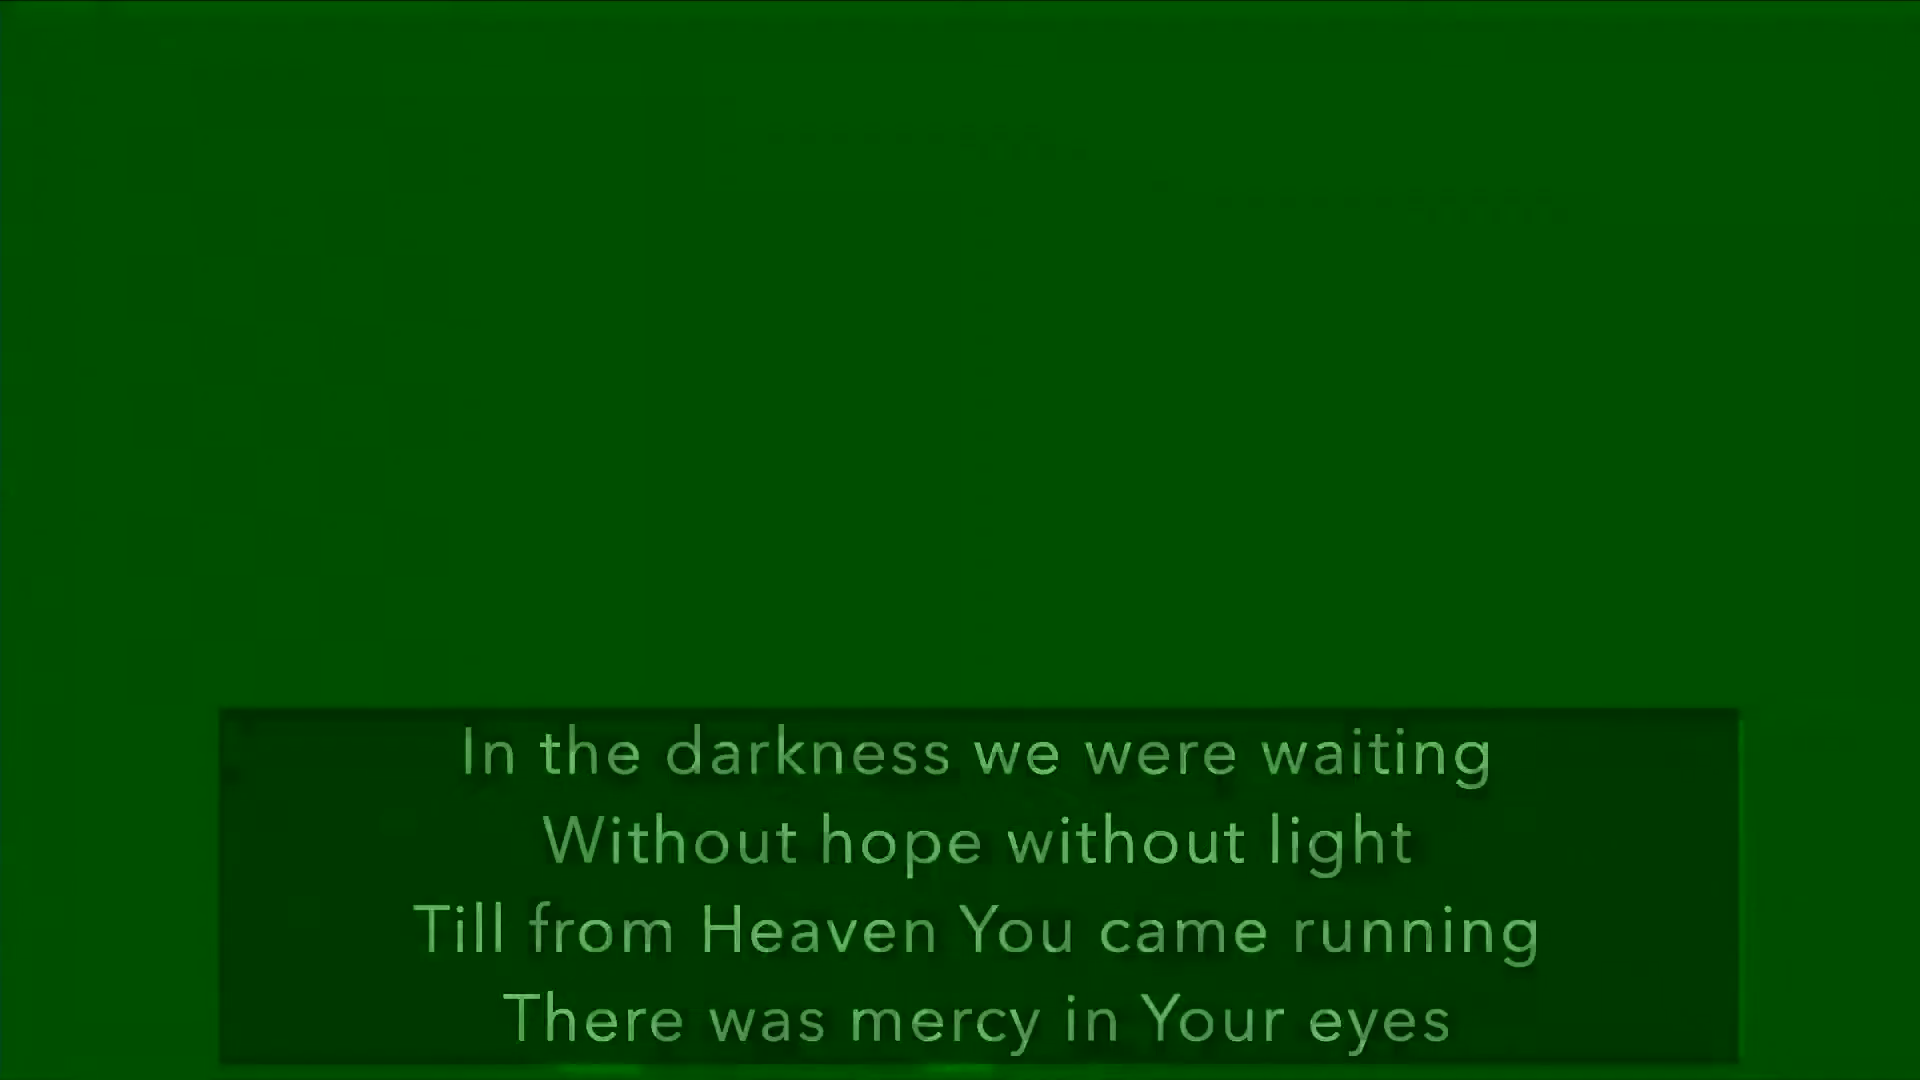 In the darkness we were waiting
Without hope without light
Till from Heaven You came running
There was mercy in Your eyes